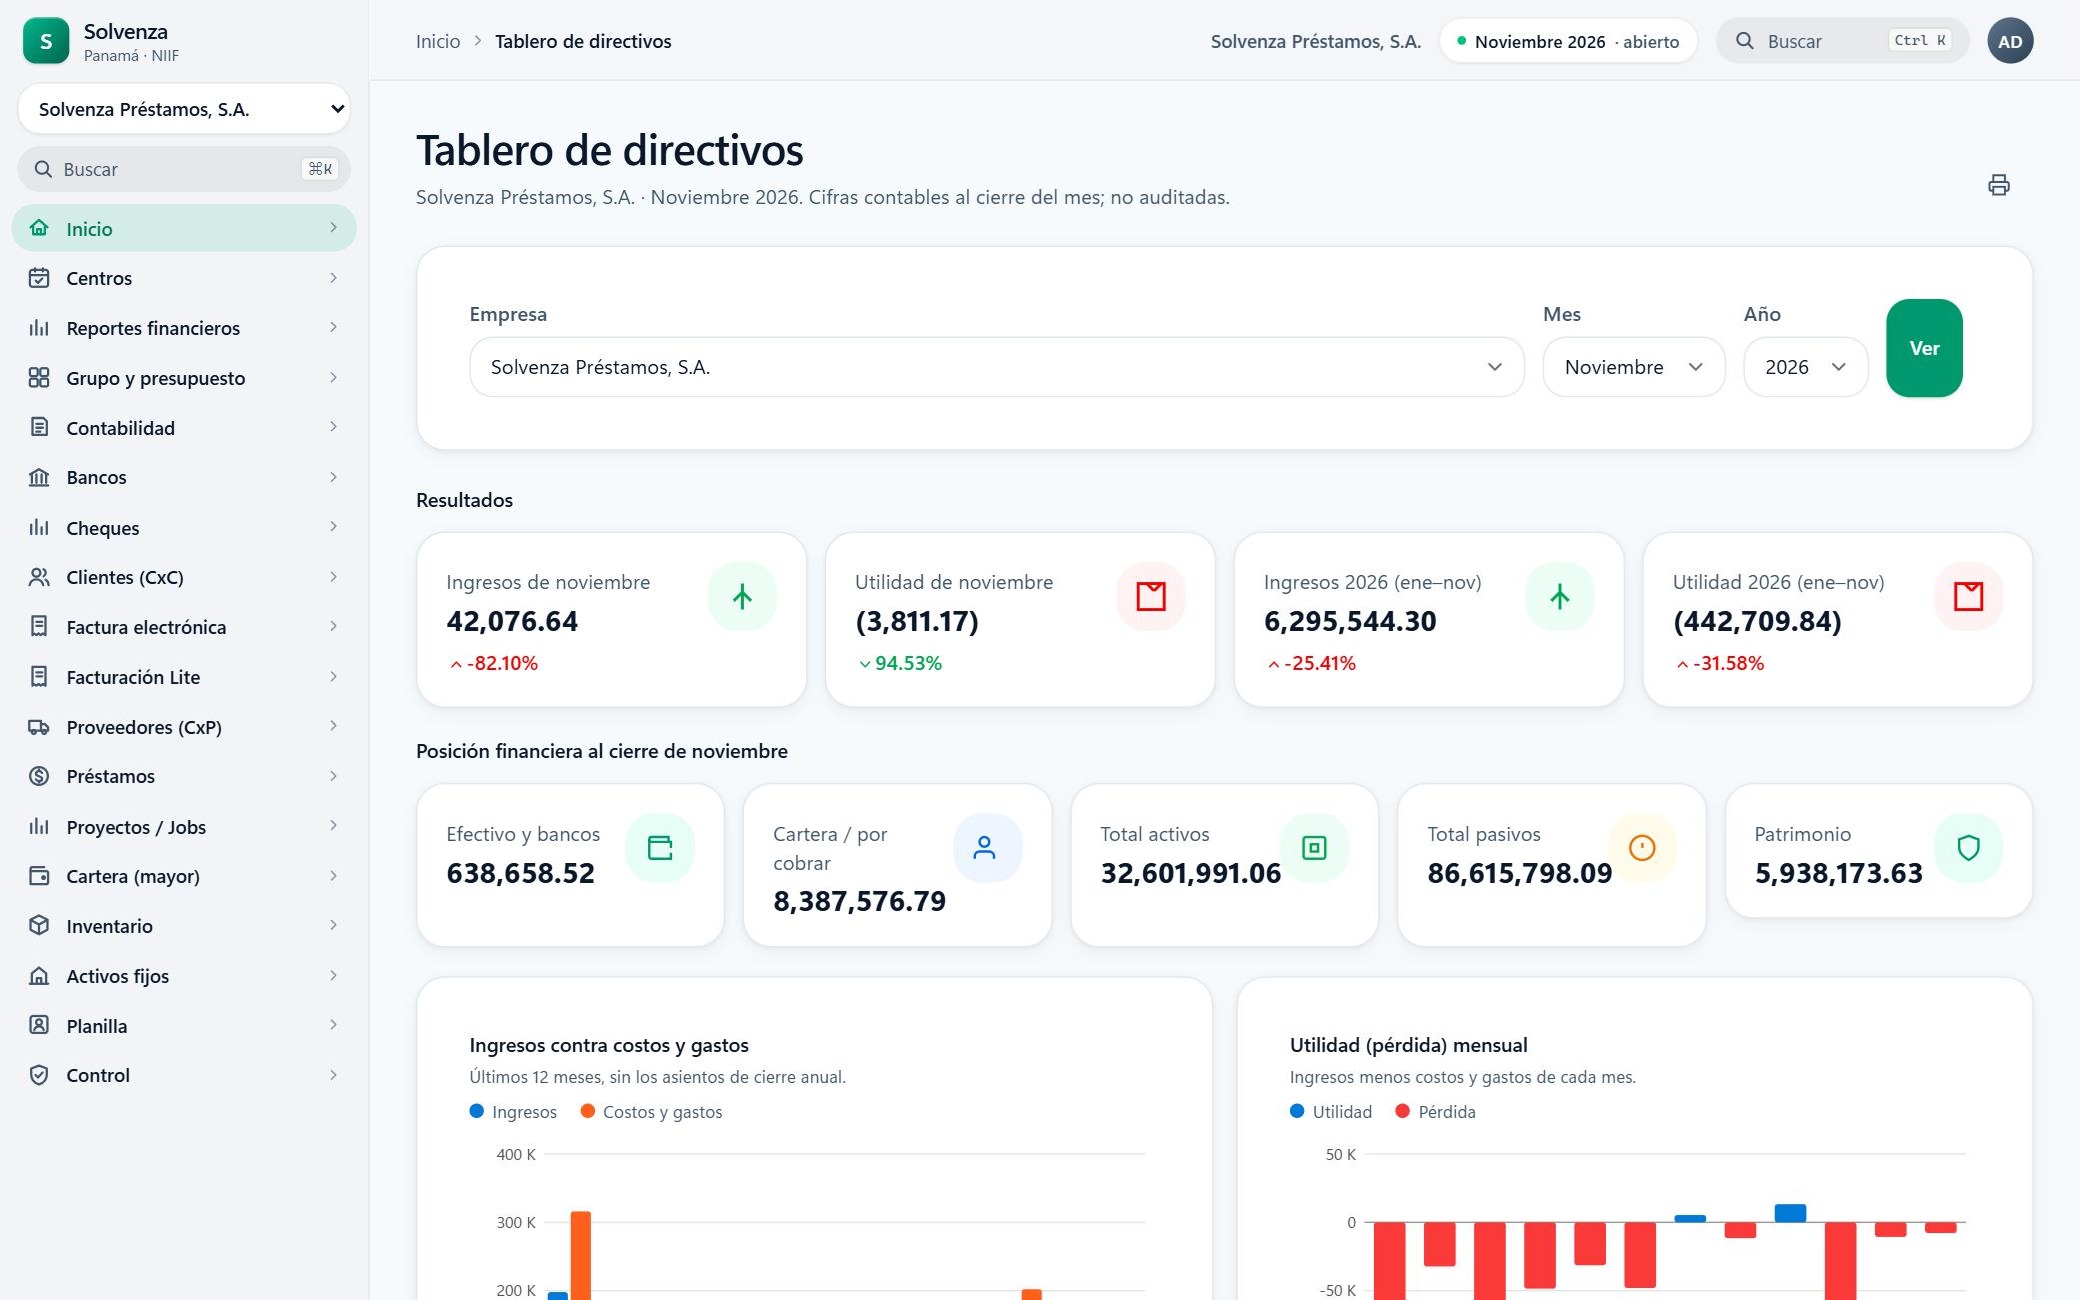 S
Solvenza
Panamá · NIIF
Solvenza Préstamos, S.A.
Buscar ⌘K
Inicio
Centros
Reportes financieros
Grupo y presupuesto
Contabilidad
Bancos
Cheques
Clientes (CxC)
Factura electrónica
Facturación Lite
Proveedores (CxP)
Préstamos
Proyectos / Jobs
Cartera (mayor)
Inventario
Activos fijos
Planilla
Control
Inicio > Tablero de directivos
Solvenza Préstamos, S.A. Noviembre 2026 · abierto Buscar Ctrl K AD
Tablero de directivos
Solvenza Préstamos, S.A. · Noviembre 2026. Cifras contables al cierre del mes; no auditadas.
Empresa Mes Año
Solvenza Préstamos, S.A. Noviembre 2026 Ver
Resultados
Ingresos de noviembre
42,076.64
-82.10%
Utilidad de noviembre
(3,811.17)
94.53%
Ingresos 2026 (ene–nov)
6,295,544.30
-25.41%
Utilidad 2026 (ene–nov)
(442,709.84)
-31.58%
Posición financiera al cierre de noviembre
Efectivo y bancos
638,658.52
Cartera / por
cobrar
8,387,576.79
Total activos
32,601,991.06
Total pasivos
86,615,798.09
Patrimonio
5,938,173.63
Ingresos contra costos y gastos
Últimos 12 meses, sin los asientos de cierre anual.
Ingresos Costos y gastos
400 K
300 K
200 K
Utilidad (pérdida) mensual
Ingresos menos costos y gastos de cada mes.
Utilidad Pérdida
50 K
0
-50 K